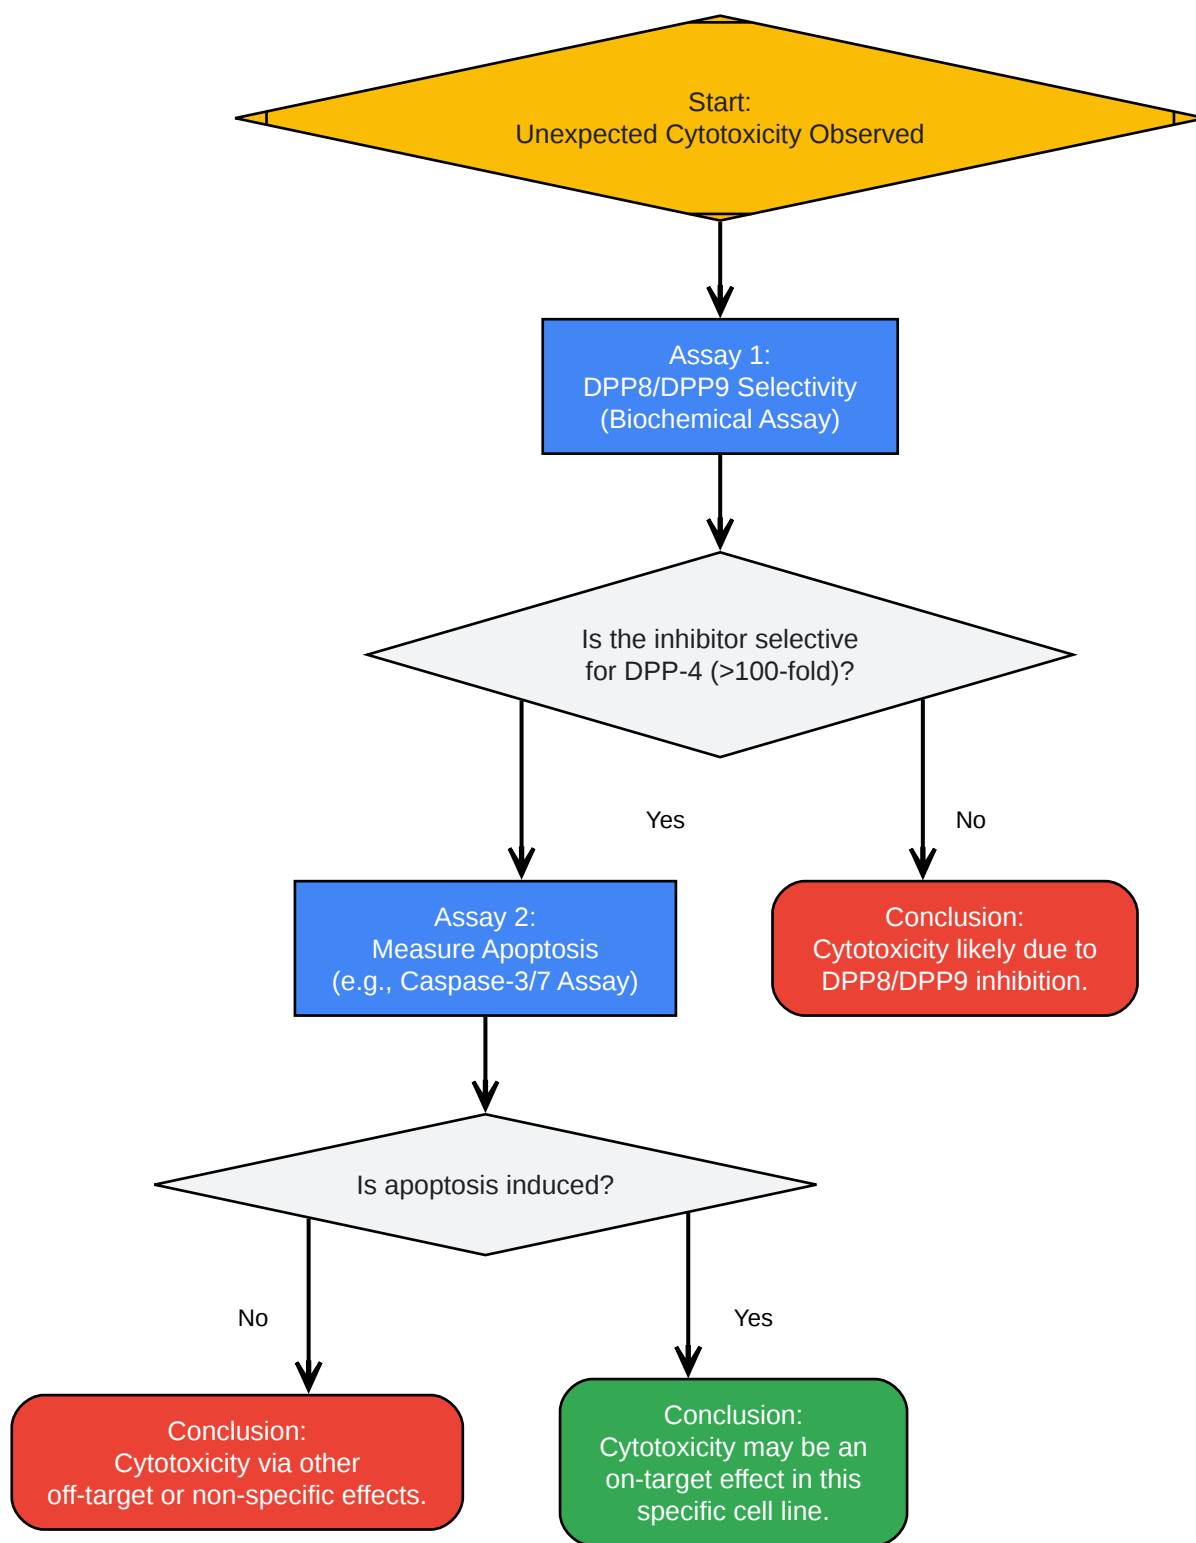 Start:
Unexpected Cytotoxicity Observed
Assay 1:
DPP8/DPP9 Selectivity
(Biochemical Assay)
Is the inhibitor selective
for DPP-4 (>100-fold)?
Yes
No
Assay 2:
Measure Apoptosis
(e.g., Caspase-3/7 Assay)
Conclusion:
Cytotoxicity likely due to
DPP8/DPP9 inhibition.
Is apoptosis induced?
No
Yes
Conclusion:
Cytotoxicity via other
off-target or non-specific effects.
Conclusion:
Cytotoxicity may be an
on-target effect in this
specific cell line.